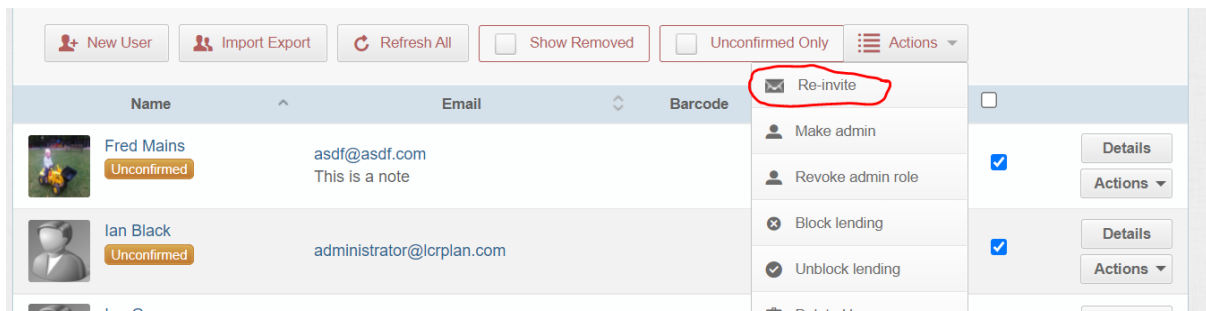 New User Import Export Refresh All Show Removed Unconfirmed Only Actions
Re-invite
Name Email Barcode
Make admin
Fred Mains
Unconfirmed
asdf@asdf.com
This is a note
Details
Actions
Revoke admin role
Block lending
Ian Black
Unconfirmed
administrator@lcrplan.com
Details
Actions
Unblock lending